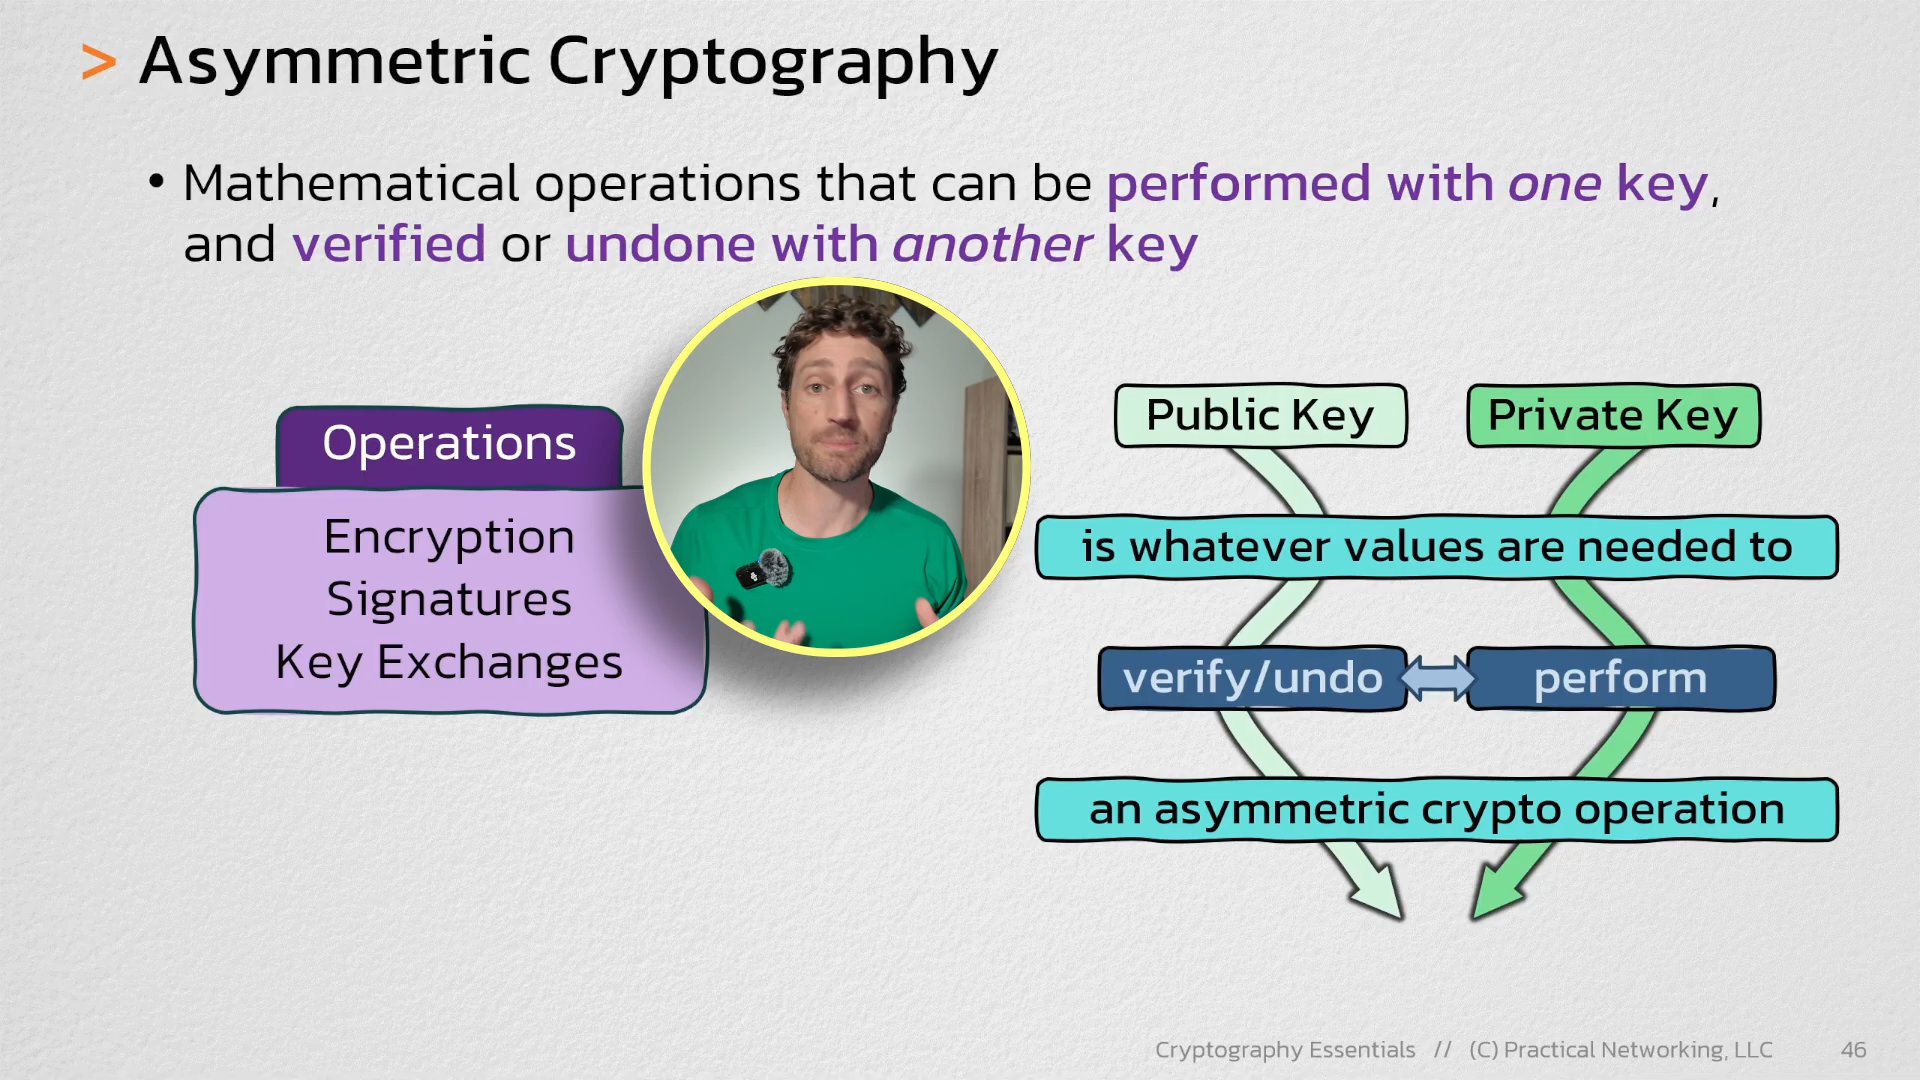 > Asymmetric Cryptography
• Mathematical operations that can be performed with one key,
and verified or undone with another key
Operations
Encryption
Signatures
Key Exchanges
Public Key
Private Key
is whatever values are needed to
verify/undo
perform
an asymmetric crypto operation
Cryptography Essentials // (C) Practical Networking, LLC
46